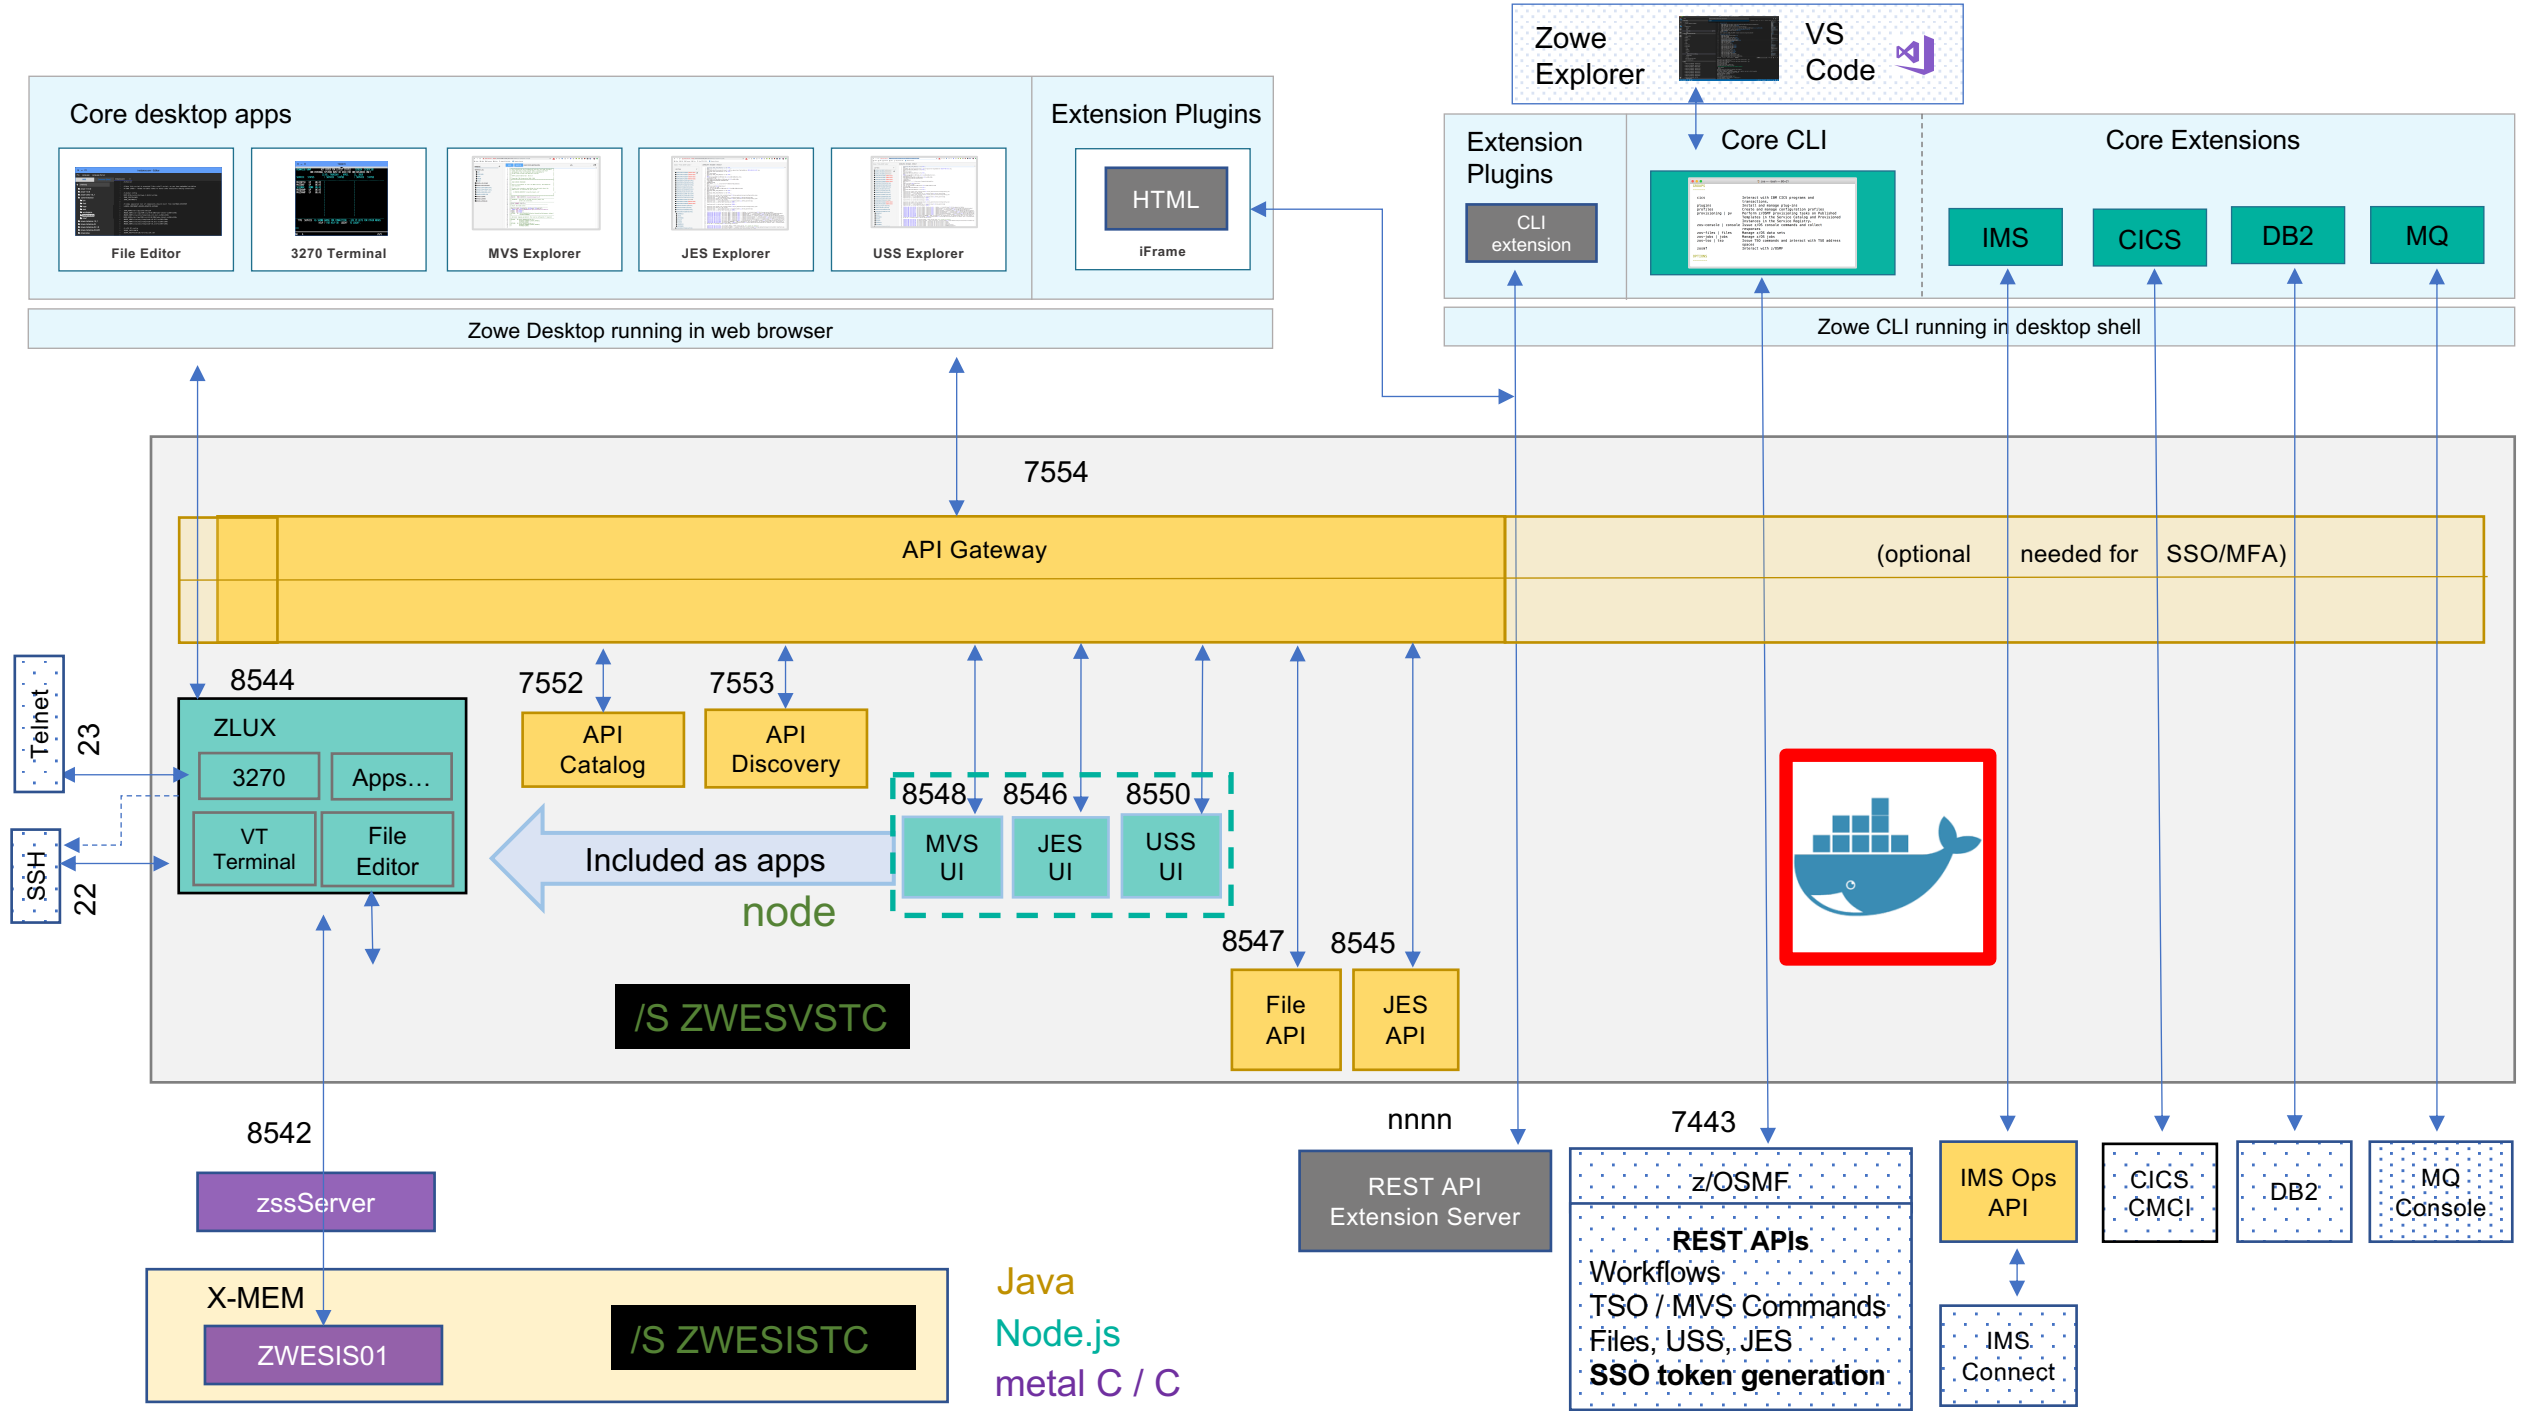 Zowe
Explorer
VS
Code
Core desktop apps
Extension Plugins
File Editor
3270 Terminal
MVS Explorer
JES Explorer
USS Explorer
HTML
iFrame
Zowe Desktop running in web browser
Extension
Plugins
CLI
extension
Core CLI
Core Extensions
IMS
CICS
DB2
MQ
Zowe CLI running in desktop shell
7554
API Gateway
(optional needed for SSO/MFA)
Telnet
23
SSH
22
8544
ZLUX
3270
Apps...
VT
Terminal
File
Editor
7552
API
Catalog
7553
API
Discovery
8548
8546
8550
MVS
UI
JES
UI
USS
UI
Included as apps
node
8547
8545
File
API
JES
API
/S ZWESVSTC
8542
zssServer
X-MEM
ZWESIS01
/S ZWESISTC
Java
Node.js
metal C / C
nnnn
REST API
Extension Server
7443
z/OSMF
REST APIs
Workflows
TSO / MVS Commands
Files, USS, JES
SSO token generation
IMS Ops
API
IMS
Connect
CICS
CMCI
DB2
MQ
Console